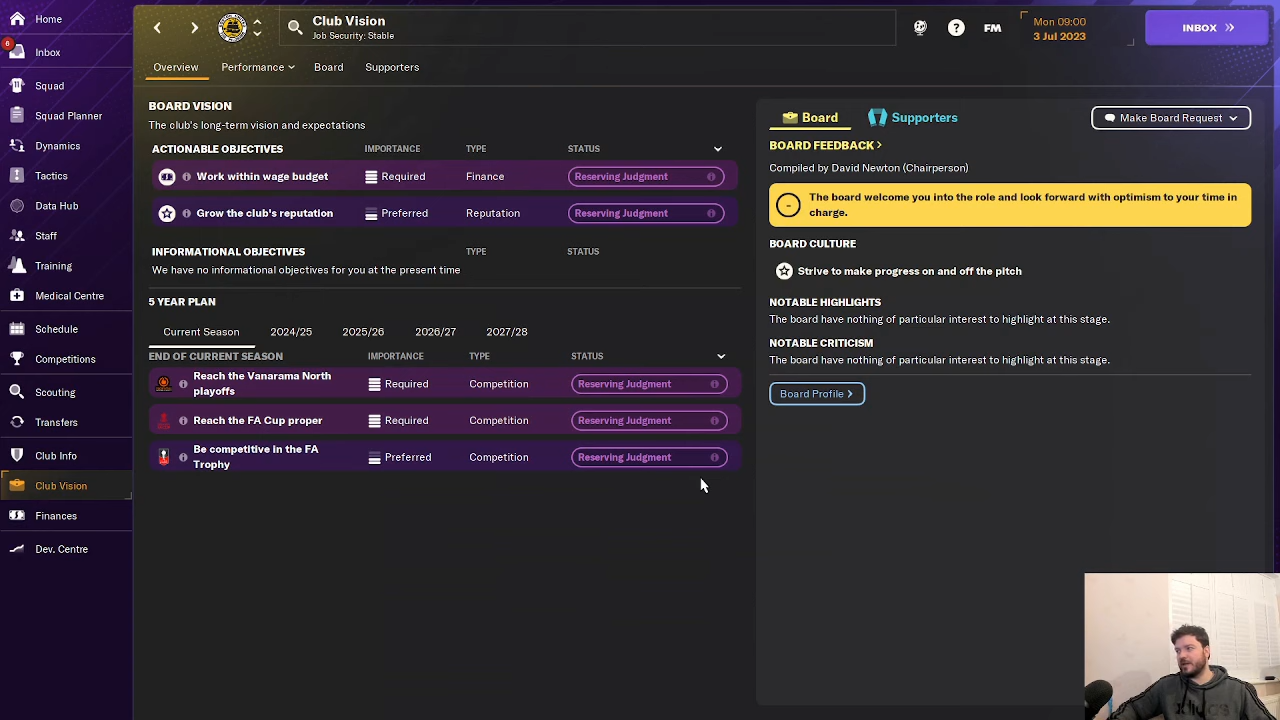 Home
6
Inbox
Squad
Squad Planner
Dynamics
Tactics
Data Hub
Staff
Training
Medical Centre
Schedule
Competitions
Scouting
Transfers
Club Info
Club Vision
Finances
Dev. Centre
Club Vision
Job Security: Stable
FM
Mon 09:00
3 Jul 2023
INBOX
Overview
Performance
Board
Supporters
BOARD VISION
The club's long-term vision and expectations
ACTIONABLE OBJECTIVES IMPORTANCE TYPE STATUS
Work within wage budget Required Finance Reserving Judgment
Grow the club's reputation Preferred Reputation Reserving Judgment
INFORMATIONAL OBJECTIVES TYPE STATUS
We have no informational objectives for you at the present time
5 YEAR PLAN
Current Season 2024/25 2025/26 2026/27 2027/28
END OF CURRENT SEASON IMPORTANCE TYPE STATUS
Reach the Vanarama North
playoffs
Required Competition Reserving Judgment
Reach the FA Cup proper Required Competition Reserving Judgment
Be competitive in the FA
Trophy
Preferred Competition Reserving Judgment
Board Supporters
Make Board Request
BOARD FEEDBACK >
Compiled by David Newton (Chairperson)
The board welcome you into the role and look forward with optimism to your time in
charge.
BOARD CULTURE
Strive to make progress on and off the pitch
NOTABLE HIGHLIGHTS
The board have nothing of particular interest to highlight at this stage.
NOTABLE CRITICISM
The board have nothing of particular interest to highlight at this stage.
Board Profile >